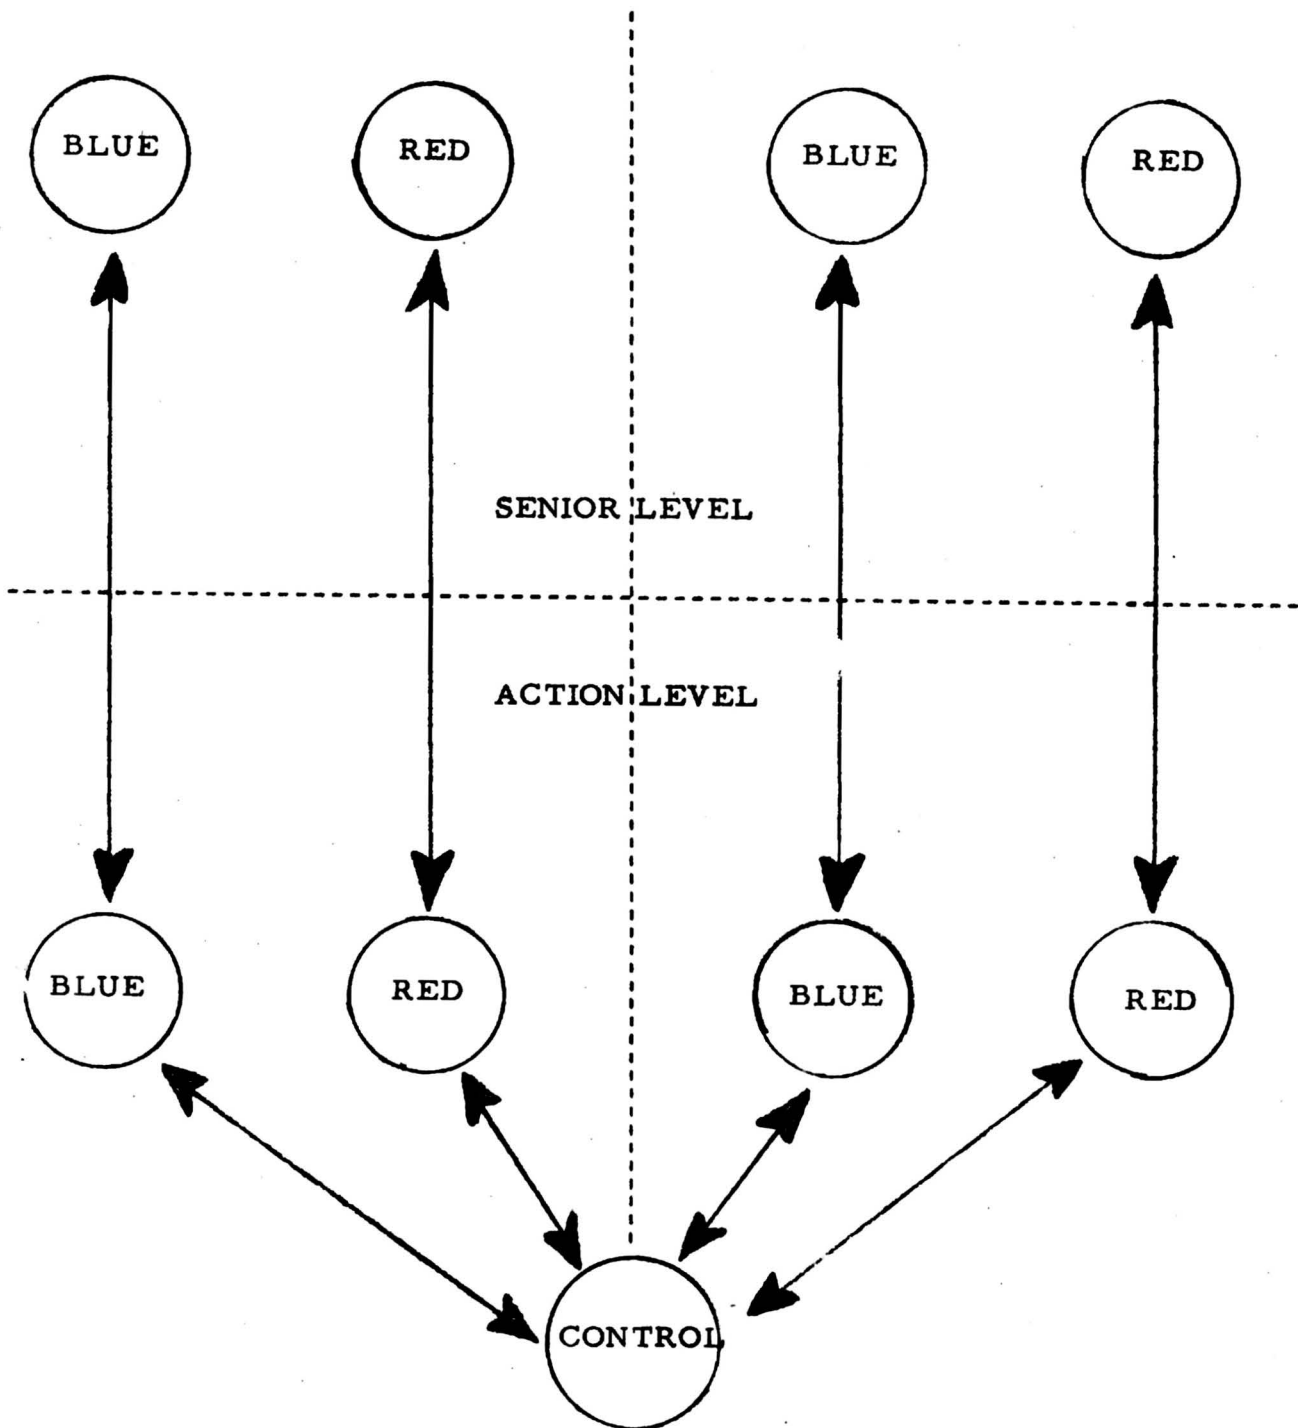 BLUE
RED
BLUE
RED
SENIOR LEVEL
ACTION LEVEL
BLUE
RED
BLUE
RED
CONTROL